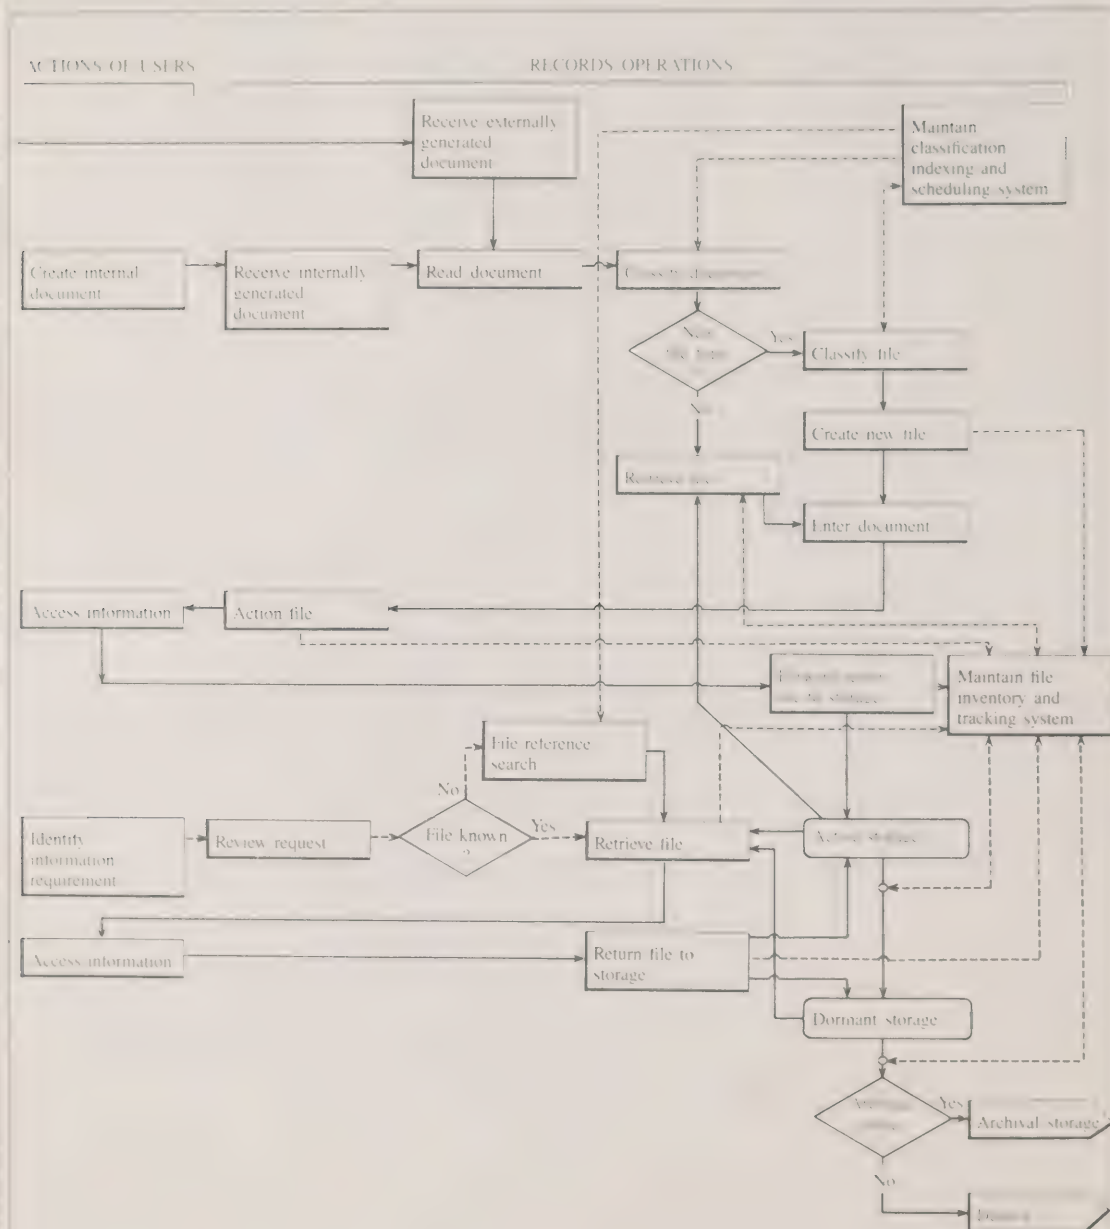 ACTIONS OF USERS
RECORDS OPERATIONS
Receive externally
generated
document
Maintain
classification
indexing and
scheduling system
Create internal
document
Receive internally
generated
document
Read document
Yes
Classify file
Create new file
Enter document
Access information
Action file
Maintain file
inventory and
tracking system
File reference
search
No
Identify
information
requirement
Review request
File known
?
Yes
Retrieve file
Access information
Return file to
storage
Dormant storage
Yes
Archival storage
No